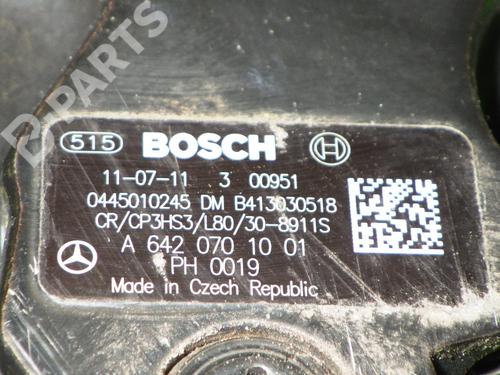 B-PARTS
515 BOSCH
11-07-11 3 00951
0445010245 DM B413030518
CR/CP3HS3/L80/30-8911S
A 642 070 10 01
PH 0019
Made in Czech Republic